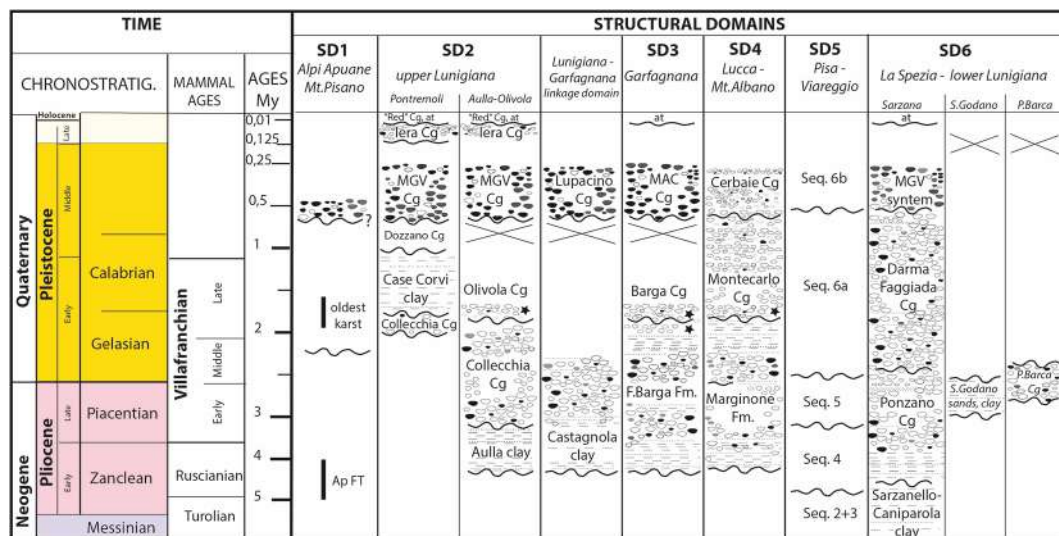 TIME
STRUCTURAL DOMAINS
CHRONOSTRATIG.
MAMMAL
AGES
AGES
My
SD1
Alpi Apuane
Mt.Pisano
SD2
upper Lunigiana
Pontremoli
Aulla-Olivola
Lunigiana -
Garfagnana
linkage domain
SD3
Garfagnana
SD4
Lucca -
Mt.Albano
SD5
Pisa -
Viareggio
SD6
La Spezia - lower Lunigiana
Sarzana
S.Godano
P.Barca
Quaternary
Neogene
Pleistocene
Pliocene
Holocene
Late
Middle
Early
Late
Early
Calabrian
Gelasian
Piacentian
Zanclean
Messinian
Villafranchian
Late
Middle
Early
Ruscianian
Turolian
0,01
0,125
0,25
0,5
1
2
3
4
5
?
oldest
karst
Ap FT
"Red" Cg, at
Iera Cg
MGV
Cg
Dozzano Cg
Case Corvi
clay
Collecchia Cg
"Red" Cg, at
Iera Cg
MGV
Cg
Olivola Cg
Collecchia
Cg
Aulla clay
Lupacino
Cg
Castagnola
clay
at
MAC
Cg
Barga Cg
F.Barga Fm.
Cerbaie Cg
Montecarlo
Cg
Marginone
Fm.
Seq. 6b
Seq. 6a
Seq. 5
Seq. 4
Seq. 2+3
at
MGV
syntem
Darma
Faggiada
Cg
Ponzano
Cg
Sarzanello-
Caniparola
clay
S.Godano
sands, clay
P.Barca
Cg